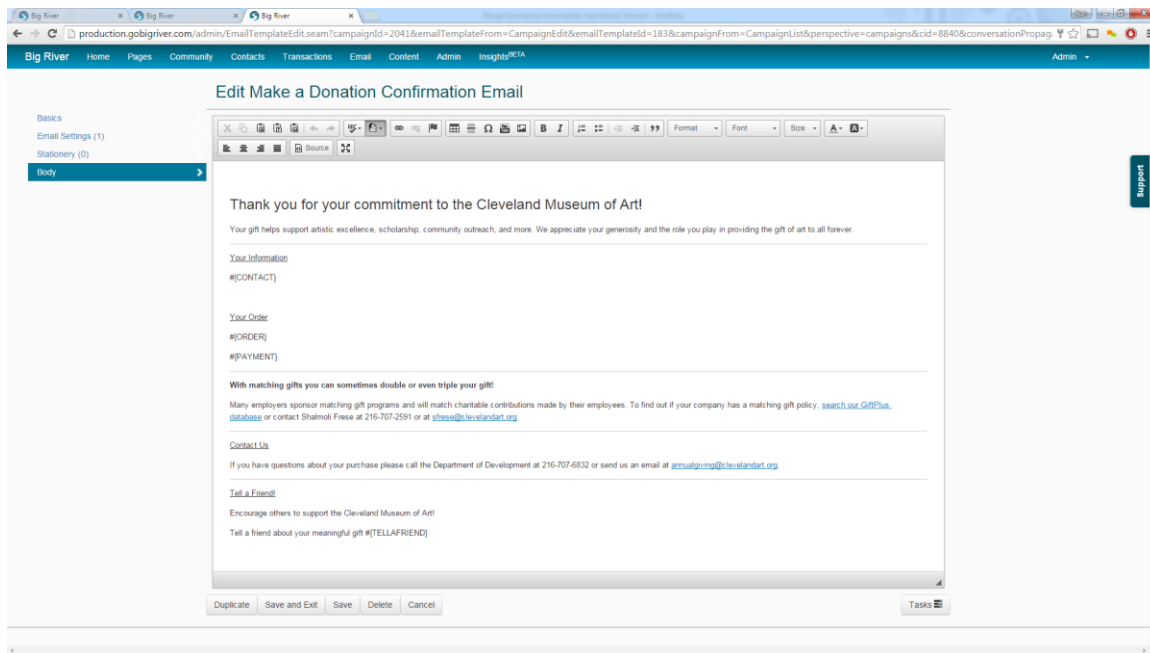 Big River
Big River
Big River
production.gobigriver.com/admin/EmailTemplateEdit.seam?campaignId=2041&emailTemplateFrom=CampaignEdit&emailTemplateId=183&campaignFrom=CampaignList&perspective=campaigns&cid=8840&conversationPropag
Big River Home Pages Community Contacts Transactions Email Content Admin InsightsBETA Admin
Edit Make a Donation Confirmation Email
Basics
Email Settings (1)
Stationery (0)
Body
B I Format Font Size A A
Source
Support
Thank you for your commitment to the Cleveland Museum of Art!
Your gift helps support artistic excellence, scholarship, community outreach, and more. We appreciate your generosity and the role you play in providing the gift of art to all forever.
Your Information
#{CONTACT}
Your Order
#{ORDER}
#{PAYMENT}
With matching gifts you can sometimes double or even triple your gift!
Many employers sponsor matching gift programs and will match charitable contributions made by their employees. To find out if your company has a matching gift policy, search our GiftPlus
database or contact Shalmoli Frese at 216-707-2591 or at sfrese@clevelandart.org.
Contact Us
If you have questions about your purchase please call the Department of Development at 216-707-6832 or send us an email at annualgiving@clevelandart.org.
Tell a Friend!
Encourage others to support the Cleveland Museum of Art!
Tell a friend about your meaningful gift #{TELLAFRIEND}
Duplicate Save and Exit Save Delete Cancel Tasks